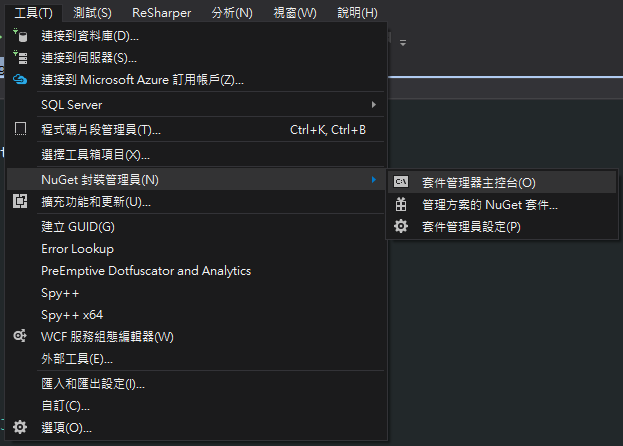 工具(T) 測試(S) ReSharper 分析(N) 視窗(W) 說明(H)
連接到資料庫(D)...
連接到伺服器(S)...
連接到 Microsoft Azure 訂用帳戶(Z)...
SQL Server
程式碼片段管理員(T)... Ctrl+K, Ctrl+B
選擇工具箱項目(X)...
NuGet 封裝管理員(N)
套件管理器主控台(O)
管理方案的 NuGet 套件...
套件管理員設定(P)
擴充功能和更新(U)...
建立 GUID(G)
Error Lookup
PreEmptive Dotfuscator and Analytics
Spy++
Spy++ x64
WCF 服務組態編輯器(W)
外部工具(E)...
匯入和匯出設定(I)...
自訂(C)...
選項(O)...